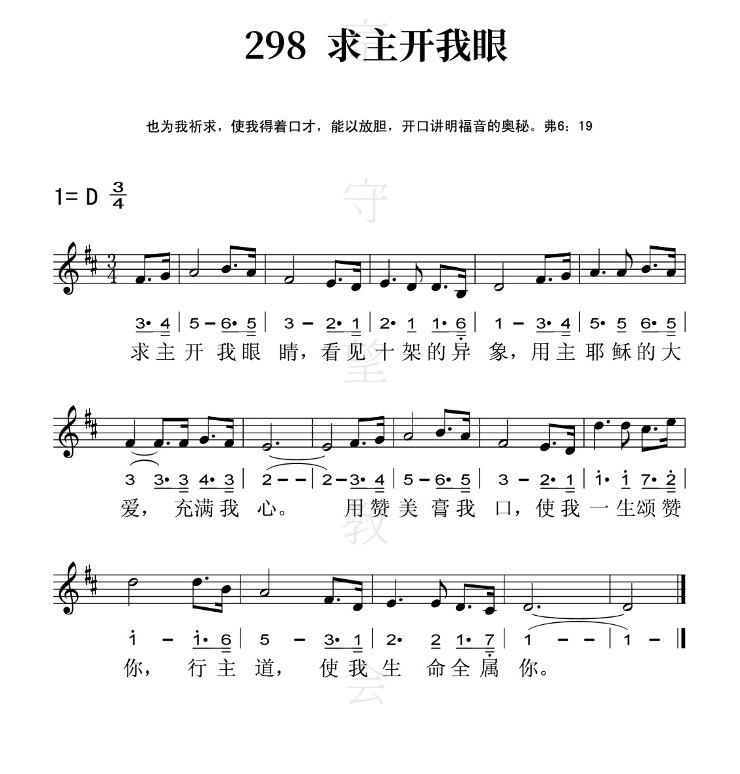 298 求主开我眼
也为我祈求，使我得着口才，能以放胆，开口讲明福音的奥秘。弗6：19
1= D 3/4
3• 4 | 5 – 6• 5 | 3 – 2• 1 | 2• 1 1• 6 | 1 – 3• 4 | 5• 5 6• 5 |
求主开我眼睛，看见十架的异象，用主耶稣的大
3 3• 3 4• 3 | 2 – – | 2 – 3• 4 | 5 – 6• 5 | 3 – 2• 1 | 1• 1 7• 2 |
爱，充满我心。用赞美膏我口，使我一生颂赞
1 – 1• 6 | 5 – 3• 1 | 2• 2 1• 7 | 1 – – | 1 – ‖
你，行主道，使我生命全属你。
守望教会